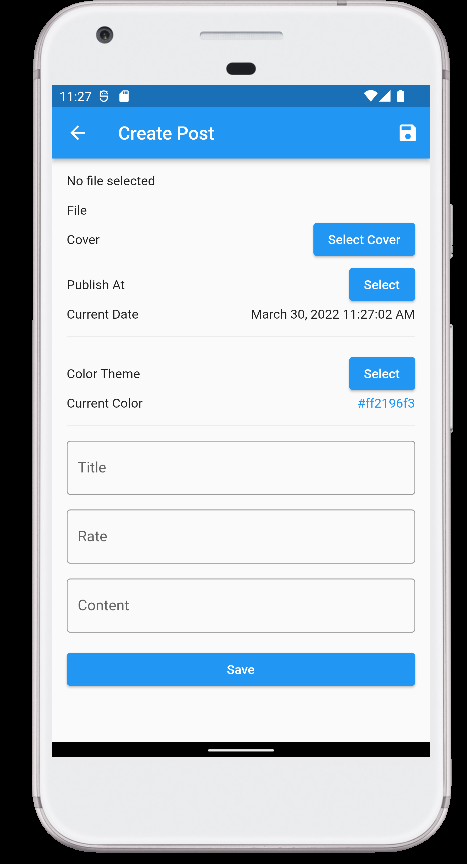 11:27
Create Post
No file selected
File
Cover
Select Cover
Publish At
Select
Current Date
March 30, 2022 11:27:02 AM
Color Theme
Select
Current Color
#ff2196f3
Title
Rate
Content
Save